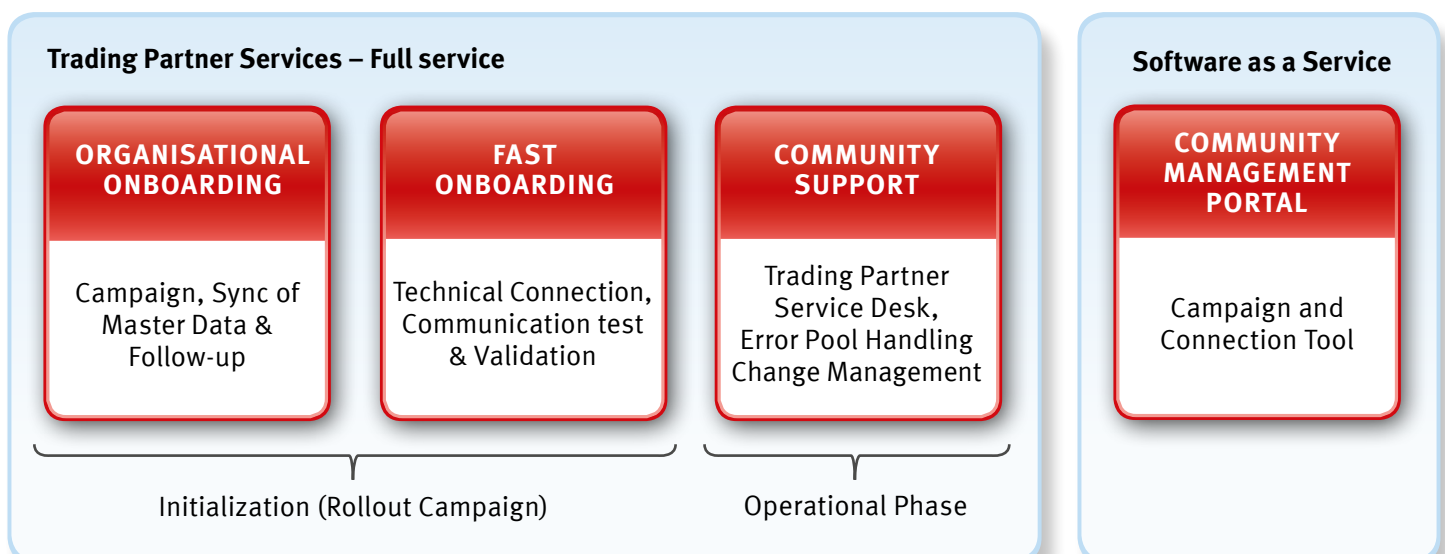 Trading Partner Services – Full service
ORGANISATIONAL
ONBOARDING
Campaign, Sync of
Master Data &
Follow-up
FAST
ONBOARDING
Technical Connection,
Communication test
& Validation
COMMUNITY
SUPPORT
Trading Partner
Service Desk,
Error Pool Handling
Change Management
Initialization (Rollout Campaign)
Operational Phase
Software as a Service
COMMUNITY
MANAGEMENT
PORTAL
Campaign and
Connection Tool